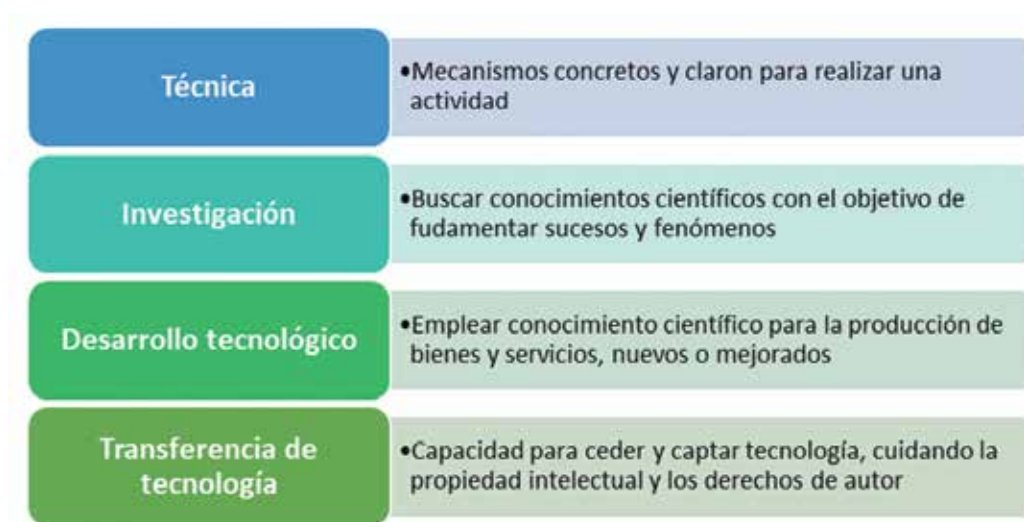 Técnica
•Mecanismos concretos y claron para realizar una
actividad
Investigación
•Buscar conocimientos científicos con el objetivo de
fudamentar sucesos y fenómenos
Desarrollo tecnológico
•Emplear conocimiento científico para la producción de
bienes y servicios, nuevos o mejorados
Transferencia de
tecnología
•Capacidad para ceder y captar tecnología, cuidando la
propiedad intelectual y los derechos de autor